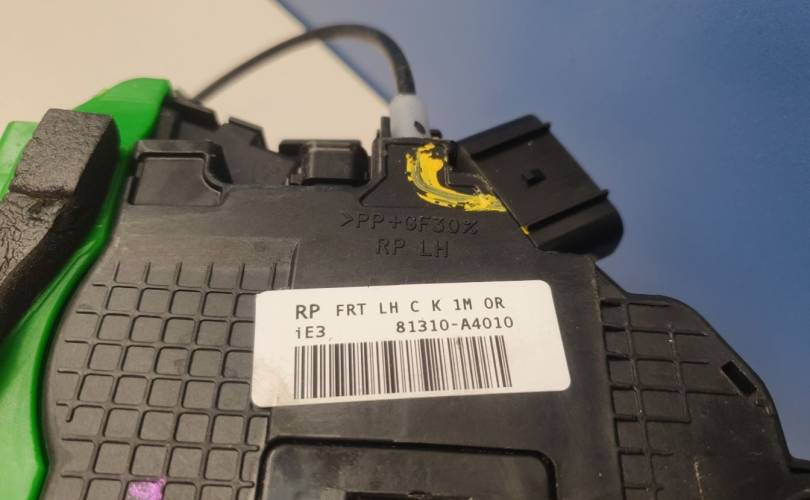 >PP+GF30%
RP LH
RP FRT LH C K 1M OR
iE3 81310-A4010